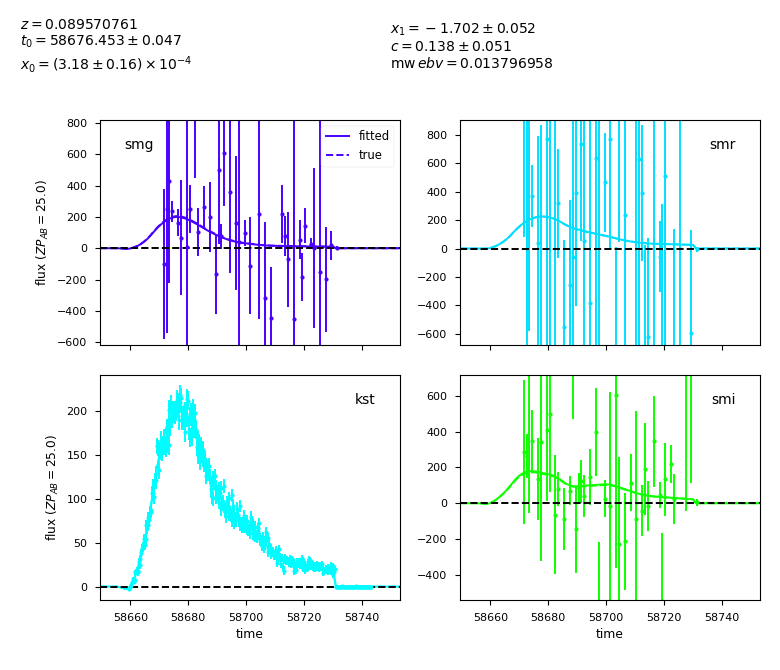 z = 0.089570761
t₀ = 58676.453 ± 0.047
x₀ = (3.18 ± 0.16) × 10⁻⁴
x₁ = −1.702 ± 0.052
c = 0.138 ± 0.051
mw ebv = 0.013796958
smg
fitted
true
800
600
400
200
0
−200
−400
−600
flux (ZP_AB = 25.0)
smr
800
600
400
200
0
−200
−400
−600
kst
200
150
100
50
0
flux (ZP_AB = 25.0)
58660 58680 58700 58720 58740
time
smi
600
400
200
0
−200
−400
58660 58680 58700 58720 58740
time